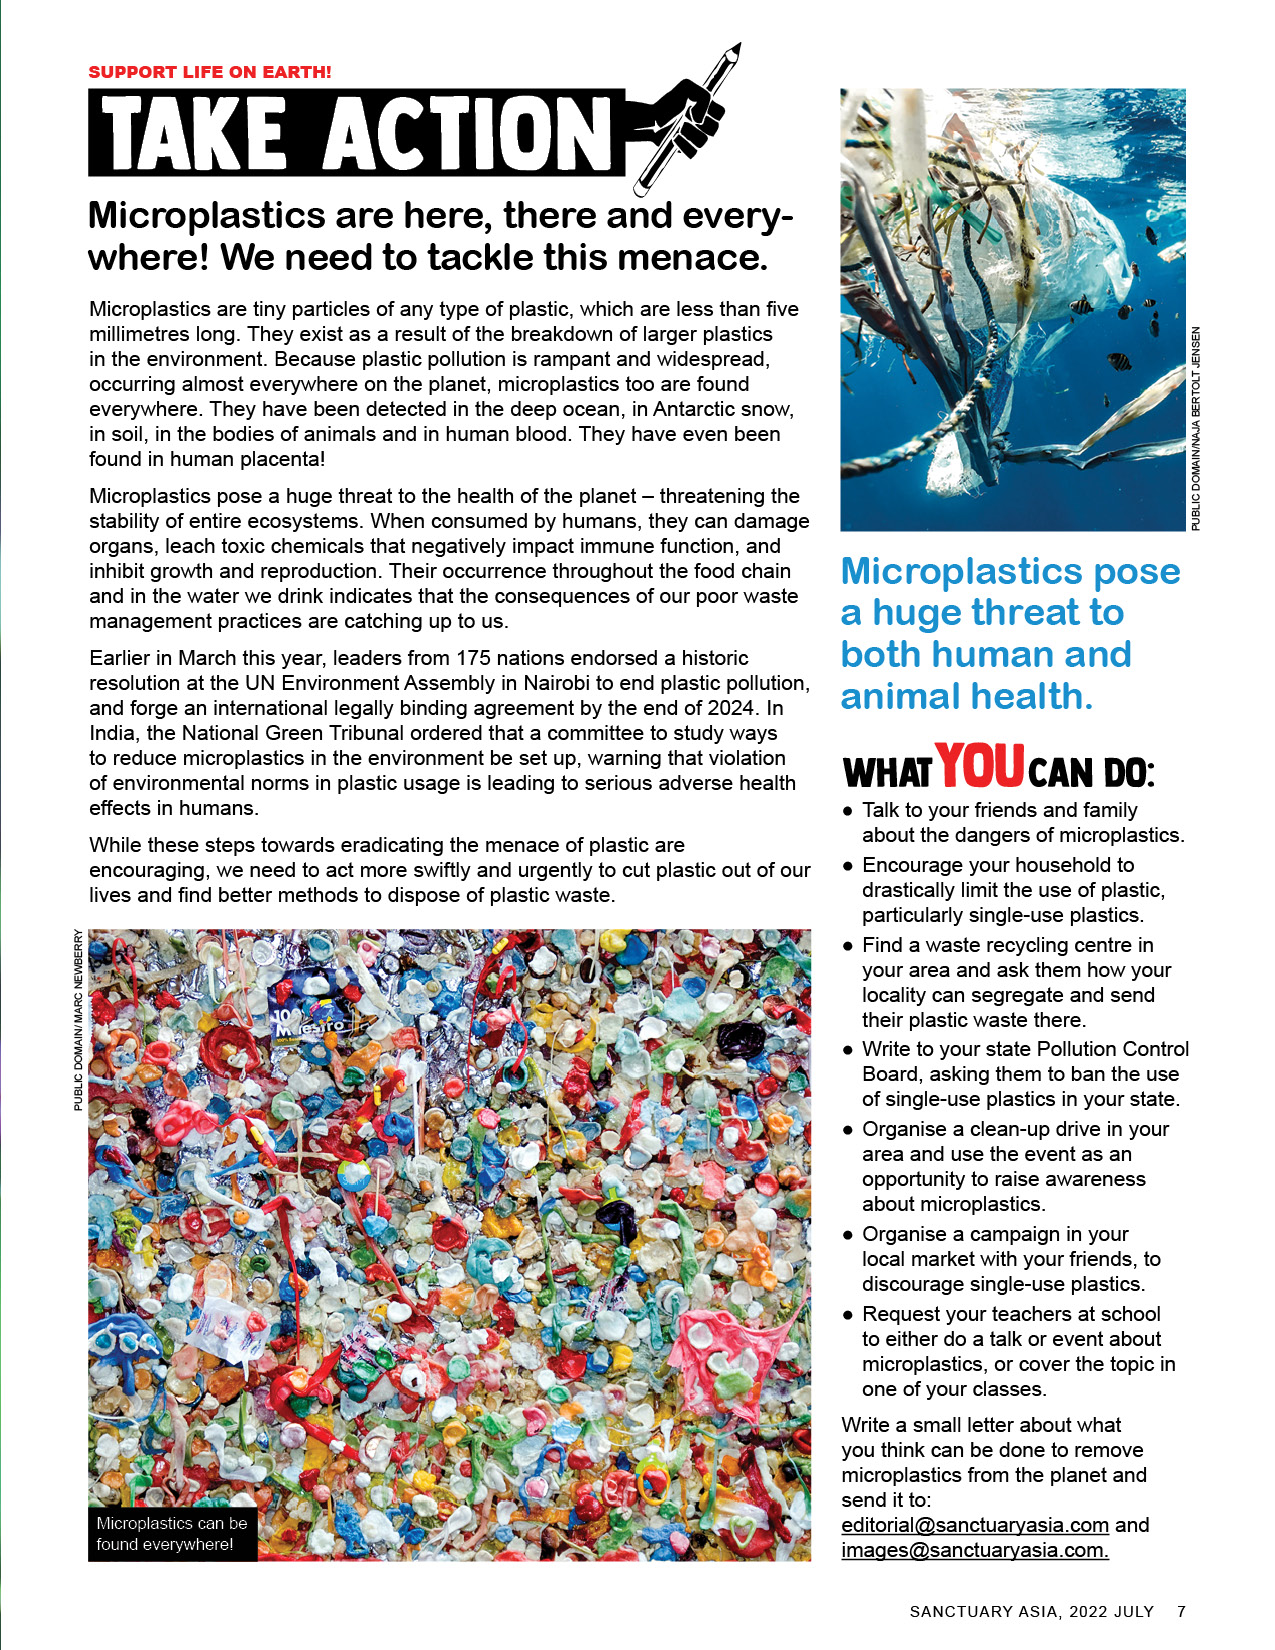 SUPPORT LIFE ON EARTH!
TAKE ACTION
Microplastics are here, there and every-
where! We need to tackle this menace.
Microplastics are tiny particles of any type of plastic, which are less than five
millimetres long. They exist as a result of the breakdown of larger plastics
in the environment. Because plastic pollution is rampant and widespread,
occurring almost everywhere on the planet, microplastics too are found
everywhere. They have been detected in the deep ocean, in Antarctic snow,
in soil, in the bodies of animals and in human blood. They have even been
found in human placenta!
Microplastics pose a huge threat to the health of the planet – threatening the
stability of entire ecosystems. When consumed by humans, they can damage
organs, leach toxic chemicals that negatively impact immune function, and
inhibit growth and reproduction. Their occurrence throughout the food chain
and in the water we drink indicates that the consequences of our poor waste
management practices are catching up to us.
Earlier in March this year, leaders from 175 nations endorsed a historic
resolution at the UN Environment Assembly in Nairobi to end plastic pollution,
and forge an international legally binding agreement by the end of 2024. In
India, the National Green Tribunal ordered that a committee to study ways
to reduce microplastics in the environment be set up, warning that violation
of environmental norms in plastic usage is leading to serious adverse health
effects in humans.
While these steps towards eradicating the menace of plastic are
encouraging, we need to act more swiftly and urgently to cut plastic out of our
lives and find better methods to dispose of plastic waste.
PUBLIC DOMAIN/ MARC NEWBERRY
Maestro
Microplastics can be
found everywhere!
PUBLIC DOMAIN/NAJA BERTOLT JENSEN
Microplastics pose
a huge threat to
both human and
animal health.
WHAT YOU CAN DO:
● Talk to your friends and family
about the dangers of microplastics.
● Encourage your household to
drastically limit the use of plastic,
particularly single-use plastics.
● Find a waste recycling centre in
your area and ask them how your
locality can segregate and send
their plastic waste there.
● Write to your state Pollution Control
Board, asking them to ban the use
of single-use plastics in your state.
● Organise a clean-up drive in your
area and use the event as an
opportunity to raise awareness
about microplastics.
● Organise a campaign in your
local market with your friends, to
discourage single-use plastics.
● Request your teachers at school
to either do a talk or event about
microplastics, or cover the topic in
one of your classes.
Write a small letter about what
you think can be done to remove
microplastics from the planet and
send it to:
editorial@sanctuaryasia.com and
images@sanctuaryasia.com.
SANCTUARY ASIA, 2022 JULY 7